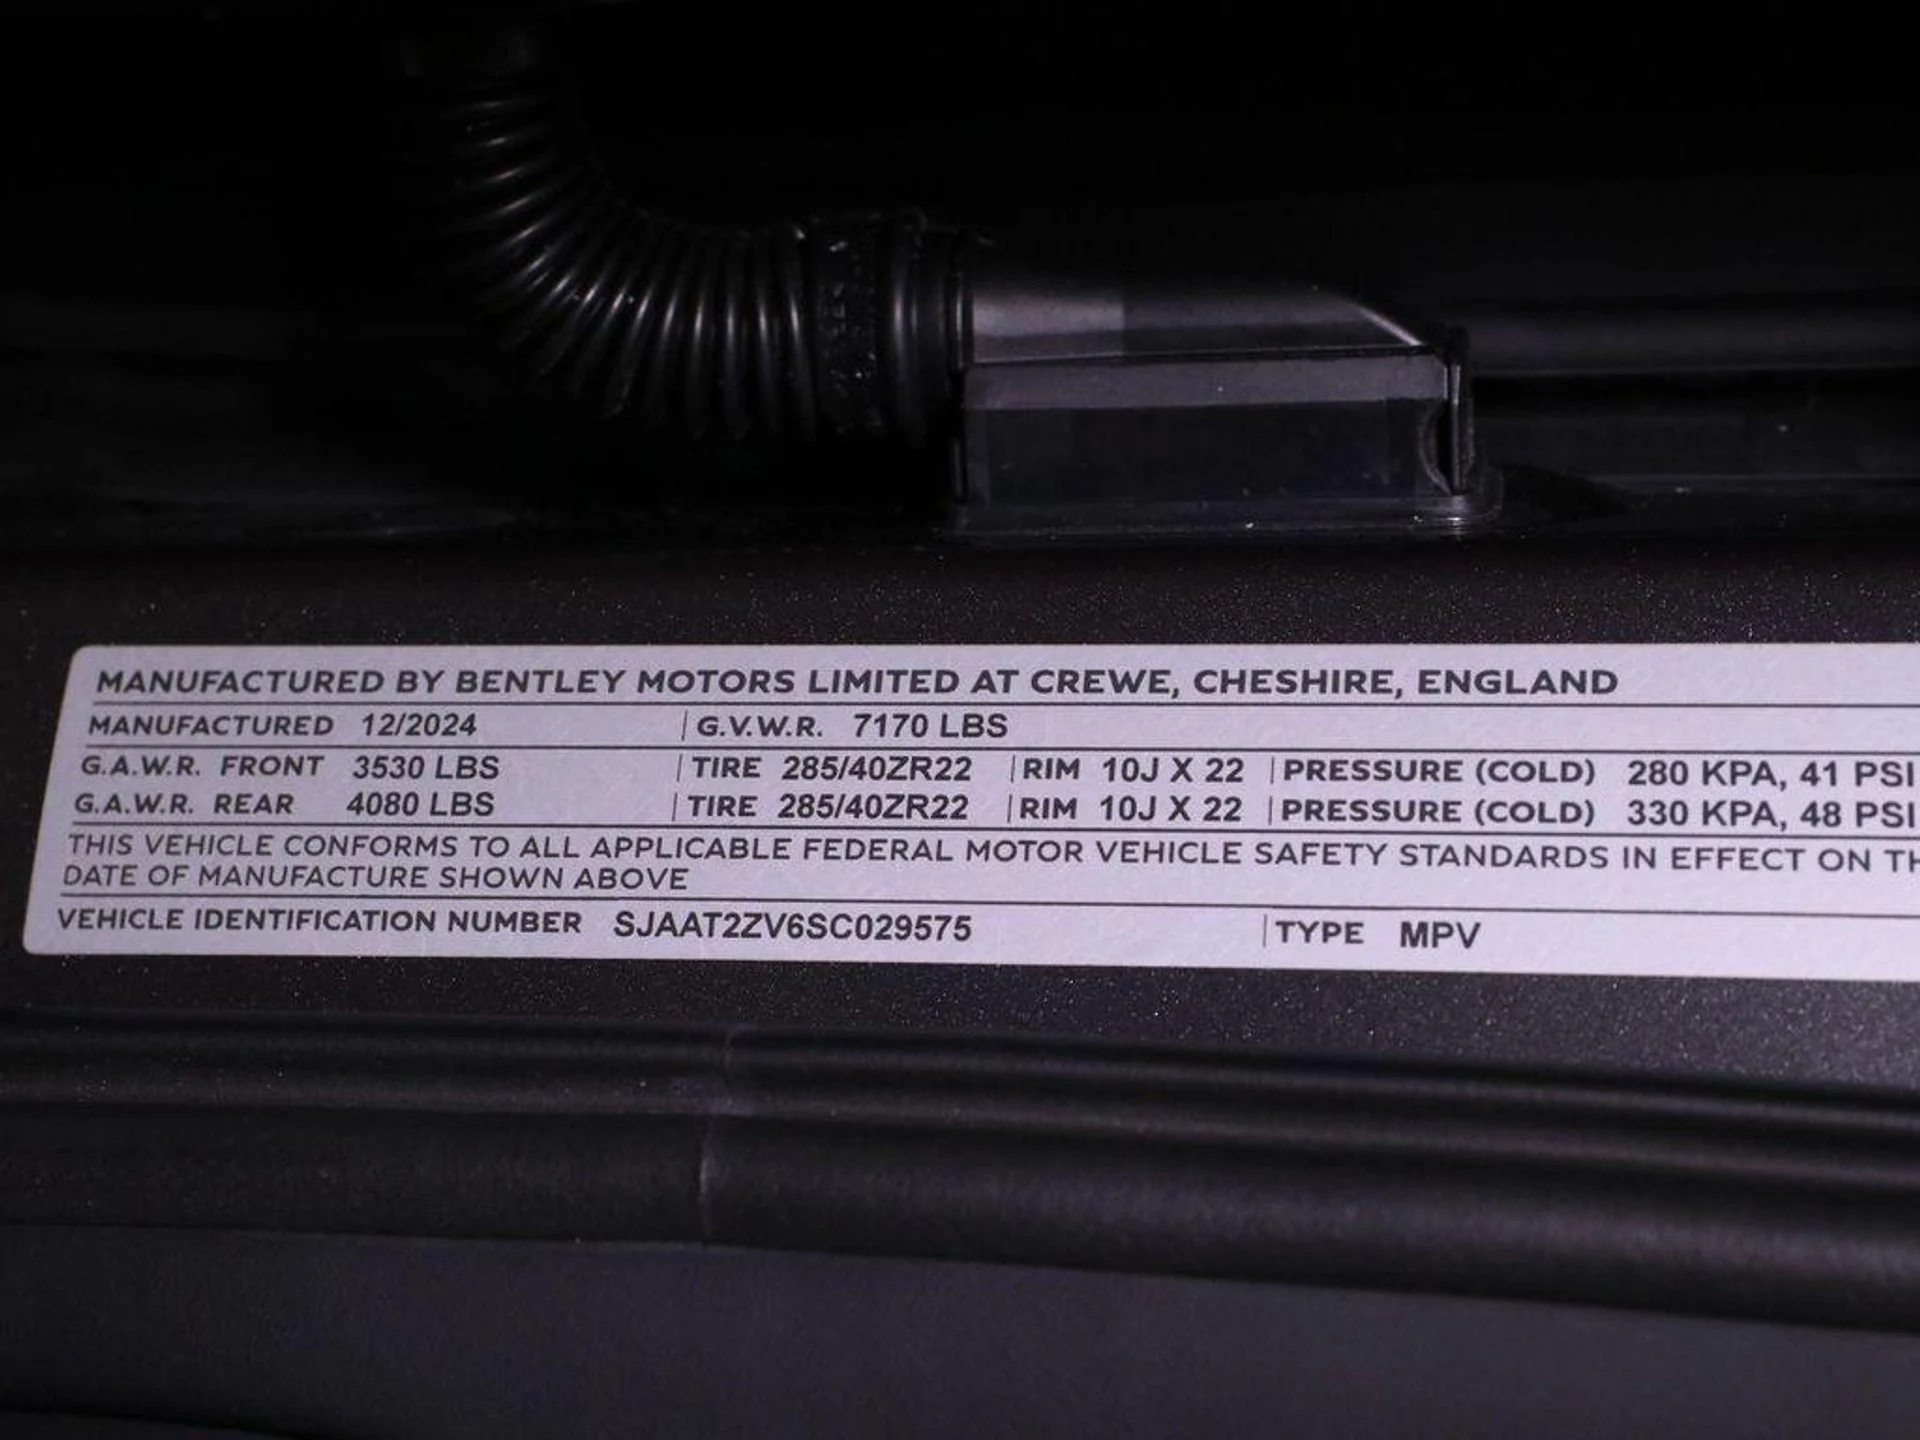 MANUFACTURED BY BENTLEY MOTORS LIMITED AT CREWE, CHESHIRE, ENGLAND
MANUFACTURED 12/2024 | G.V.W.R. 7170 LBS
G.A.W.R. FRONT 3530 LBS | TIRE 285/40ZR22 | RIM 10J X 22 | PRESSURE (COLD) 280 KPA, 41 PSI
G.A.W.R. REAR 4080 LBS | TIRE 285/40ZR22 | RIM 10J X 22 | PRESSURE (COLD) 330 KPA, 48 PSI
THIS VEHICLE CONFORMS TO ALL APPLICABLE FEDERAL MOTOR VEHICLE SAFETY STANDARDS IN EFFECT ON TH
DATE OF MANUFACTURE SHOWN ABOVE
VEHICLE IDENTIFICATION NUMBER SJAAT2ZV6SC029575 | TYPE MPV